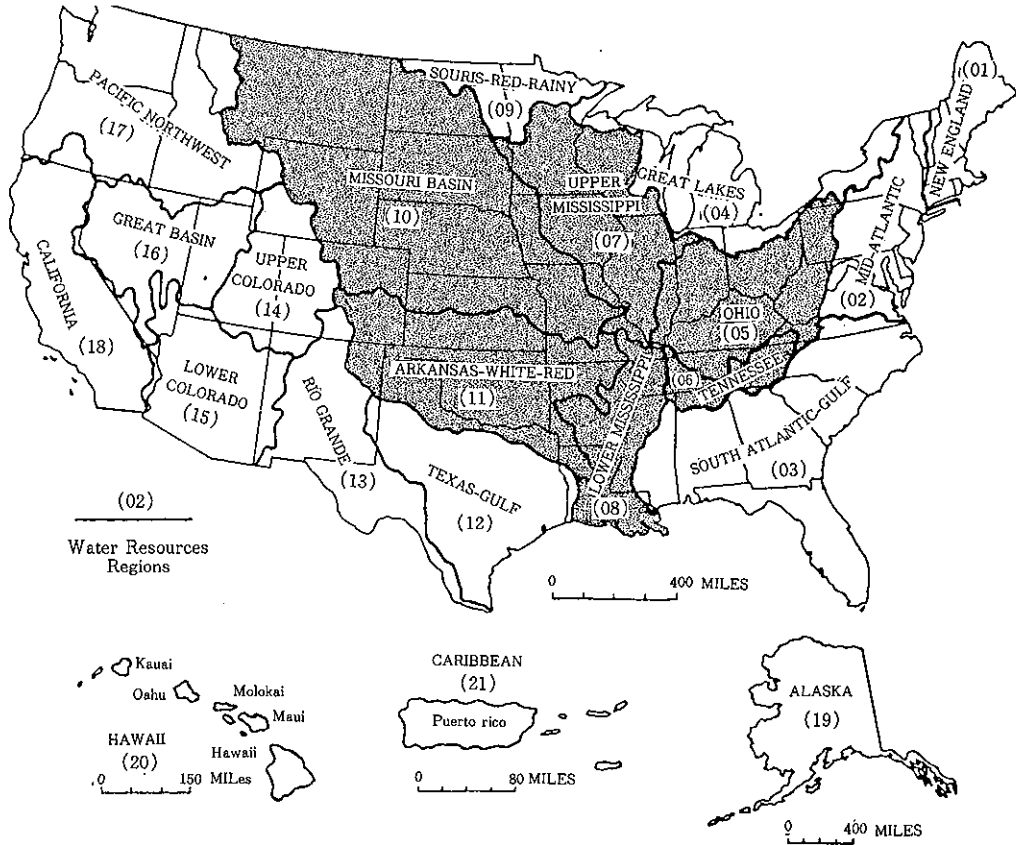 SOURIS-RED-RAINY
(09)
(01)
NEW ENGLAND
PACIFIC NORTHWEST
(17)
MISSOURI BASIN
(10)
UPPER
MISSISSIPPI
(07)
GREAT LAKES
(04)
MID-ATLANTIC
(02)
GREAT BASIN
(16)
CALIFORNIA
(18)
UPPER
COLORADO
(14)
OHIO
(05)
(06)
TENNESSEE
LOWER
COLORADO
(15)
ARKANSAS-WHITE-RED
(11)
LOWER MISSISSIPPI
(08)
RÍO GRANDE
(13)
TEXAS-GULF
(12)
SOUTH ATLANTIC-GULF
(03)
(02)
Water Resources
Regions
0 400 MILES
Kauai
Oahu
Molokai
Maui
Hawaii
HAWAII
(20)
0 150 MILes
CARIBBEAN
(21)
Puerto rico
0 80 MILES
ALASKA
(19)
0 400 MILES